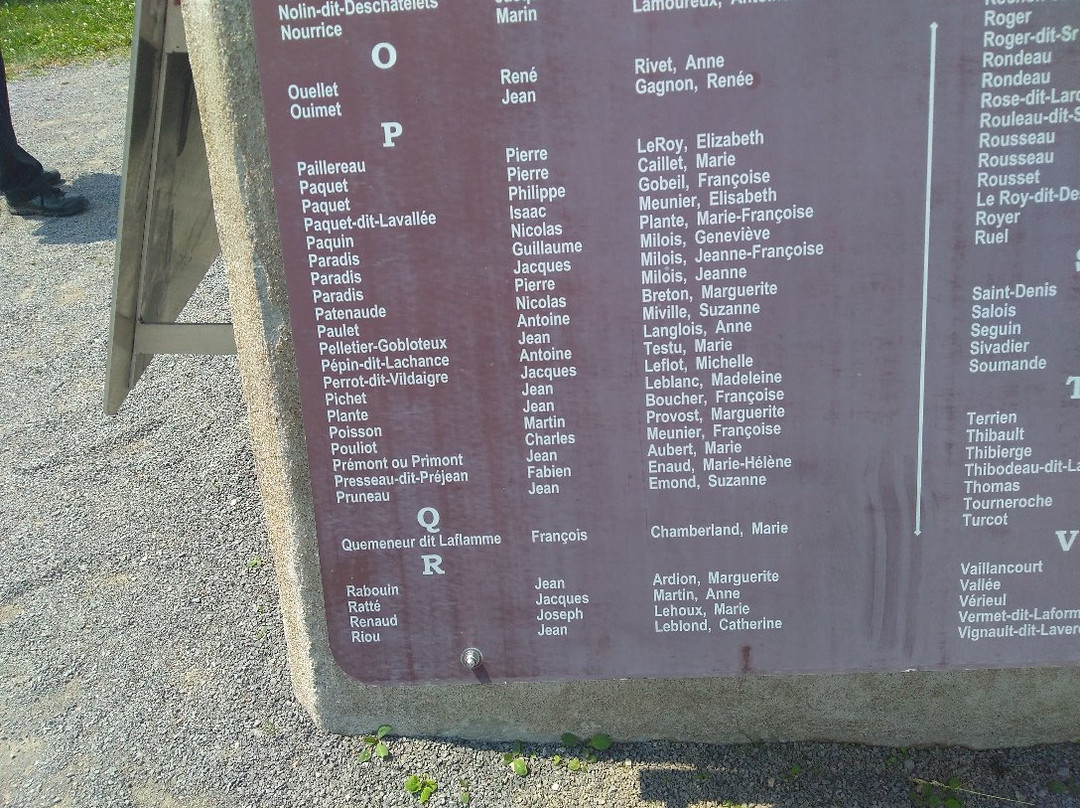 Nolin-dit-Deschatelets
Nourrice Marin
Lamoureux,
O
Ouellet René Rivet, Anne
Ouimet Jean Gagnon, Renée
P
Paillereau Pierre LeRoy, Elizabeth
Paquet Pierre Caillet, Marie
Paquet Philippe Gobeil, Françoise
Paquet-dit-Lavallée Isaac Meunier, Elisabeth
Paquin Nicolas Plante, Marie-Françoise
Paradis Guillaume Milois, Geneviève
Paradis Jacques Milois, Jeanne-Françoise
Paradis Pierre Milois, Jeanne
Patenaude Nicolas Breton, Marguerite
Paulet Antoine Miville, Suzanne
Pelletier-Gobloteux Jean Langlois, Anne
Pépin-dit-Lachance Antoine Testu, Marie
Perrot-dit-Vildaigre Jacques Lefiot, Michelle
Pichet Jean Leblanc, Madeleine
Plante Jean Boucher, Françoise
Poisson Martin Provost, Marguerite
Pouliot Charles Meunier, Françoise
Prémont ou Primont Jean Aubert, Marie
Presseau-dit-Préjean Fabien Enaud, Marie-Hélène
Pruneau Jean Emond, Suzanne
Q
Quemeneur dit Laflamme François Chamberland, Marie
R
Rabouin Jean Ardion, Marguerite
Ratté Jacques Martin, Anne
Renaud Joseph Lehoux, Marie
Riou Jean Leblond, Catherine
Roger
Roger-dit-Sr
Rondeau
Rondeau
Rose-dit-Laro
Rouleau-dit-S
Rousseau
Rousseau
Rousset
Le Roy-dit-De
Royer
Ruel
Saint-Denis
Salois
Seguin
Sivadier
Soumande
T
Terrien
Thibault
Thibierge
Thibodeau-dit-La
Thomas
Tourneroche
Turcot
V
Vaillancourt
Vallée
Vérieul
Vermet-dit-Laform
Vignault-dit-Laver